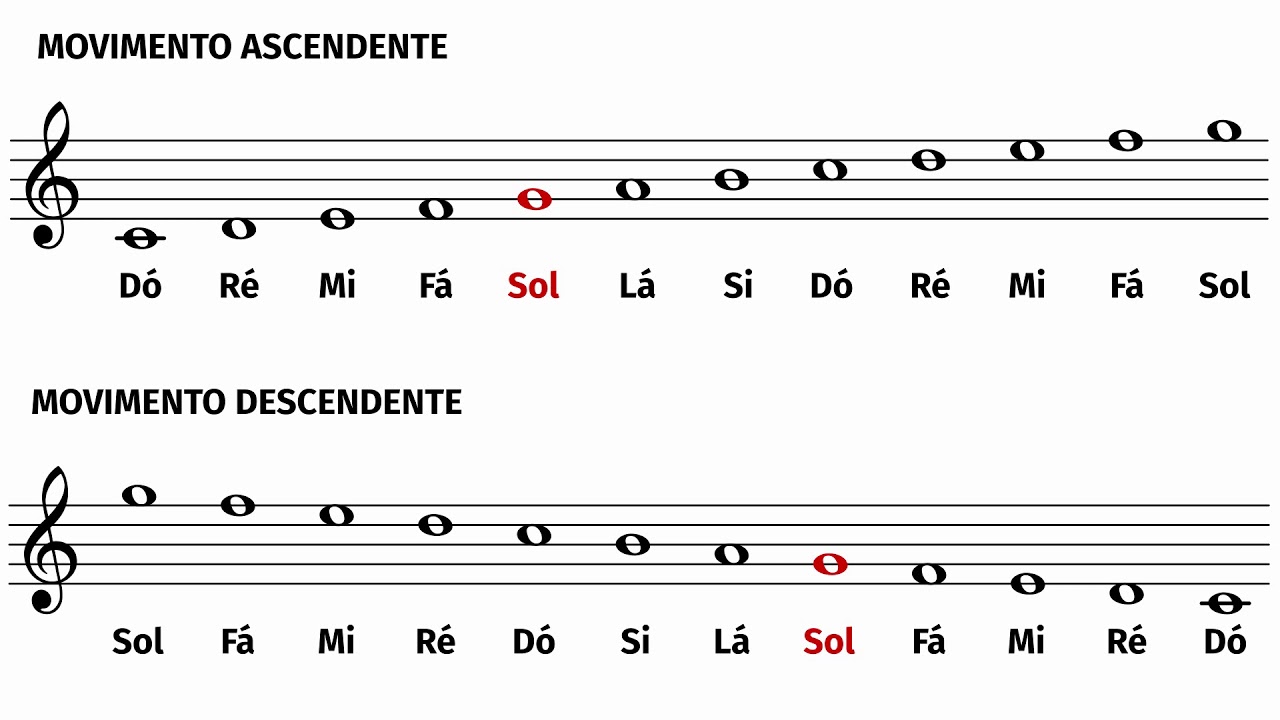 MOVIMENTO ASCENDENTE
Dó Ré Mi Fá Sol Lá Si Dó Ré Mi Fá Sol
MOVIMENTO DESCENDENTE
Sol Fá Mi Ré Dó Si Lá Sol Fá Mi Ré Dó